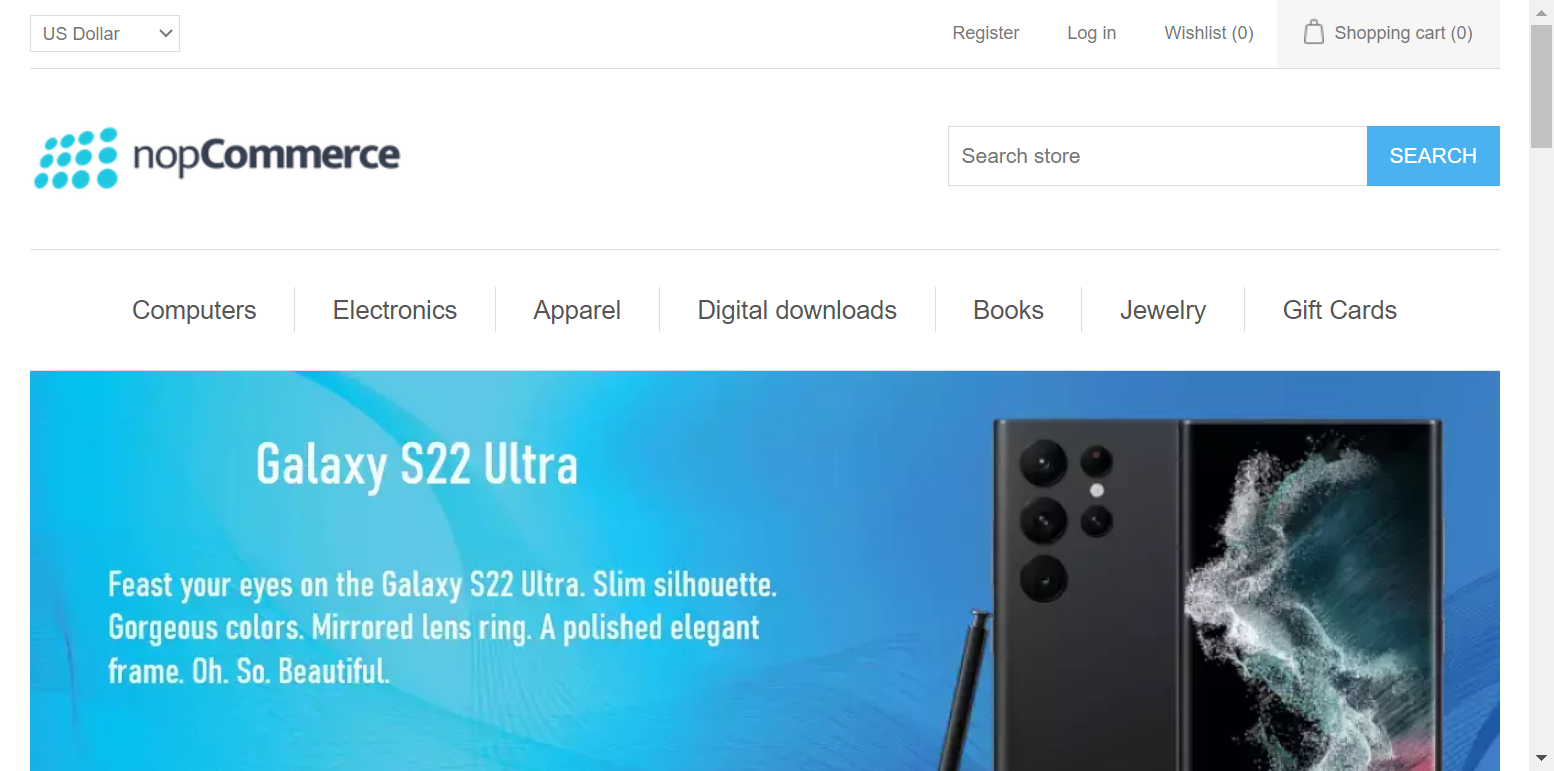 US Dollar
Register
Log in
Wishlist (0)
Shopping cart (0)
nopCommerce
Search store
SEARCH
Computers
Electronics
Apparel
Digital downloads
Books
Jewelry
Gift Cards
Galaxy S22 Ultra
Feast your eyes on the Galaxy S22 Ultra. Slim silhouette.
Gorgeous colors. Mirrored lens ring. A polished elegant
frame. Oh. So. Beautiful.